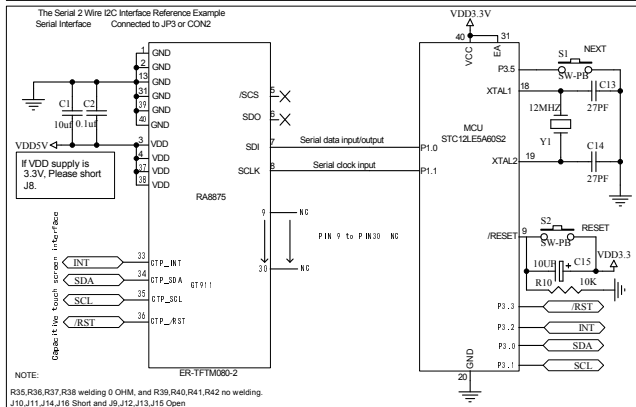 The Serial 2 Wire I2C Interface Reference Example
Serial Interface Connected to JP3 or CON2
VDD3.3V
40
31
VCC
EA
1
GND
2
GND
13
GND
31
GND
39
GND
40
GND
3
VDD
4
VDD
37
VDD
38
VDD
C1
C2
10uf
0.1uf
VDD5V
If VDD supply is
3.3V, Please short
J8.
/SCS
5
SDO
6
SDI
7
SCLK
8
Serial data input/output
Serial clock input
RA8875
9
NC
PIN 9 to PIN30 NC
30
NC
Capacitive touch screen interface
INT
33
CTP_INT
SDA
34
CTP_SDA
SCL
35
CTP_SCL
/RST
36
CTP_/RST
GT911
ER-TFTM080-2
P1.0
P1.1
MCU
STC12LE5A60S2
P3.5
XTAL1
18
XTAL2
19
S1
NEXT
SW-PB
C13
27PF
12MHZ
Y1
C14
27PF
/RESET
9
S2
RESET
SW-PB
VDD3.3
10UF
+
C15
R10
10K
P3.3
/RST
P3.2
INT
P3.0
SDA
P3.1
SCL
GND
20
NOTE:
R35,R36,R37,R38 welding 0 OHM, and R39,R40,R41,R42 no welding.
J10,J11,J14,J16 Short and J9,J12,J13,J15 Open